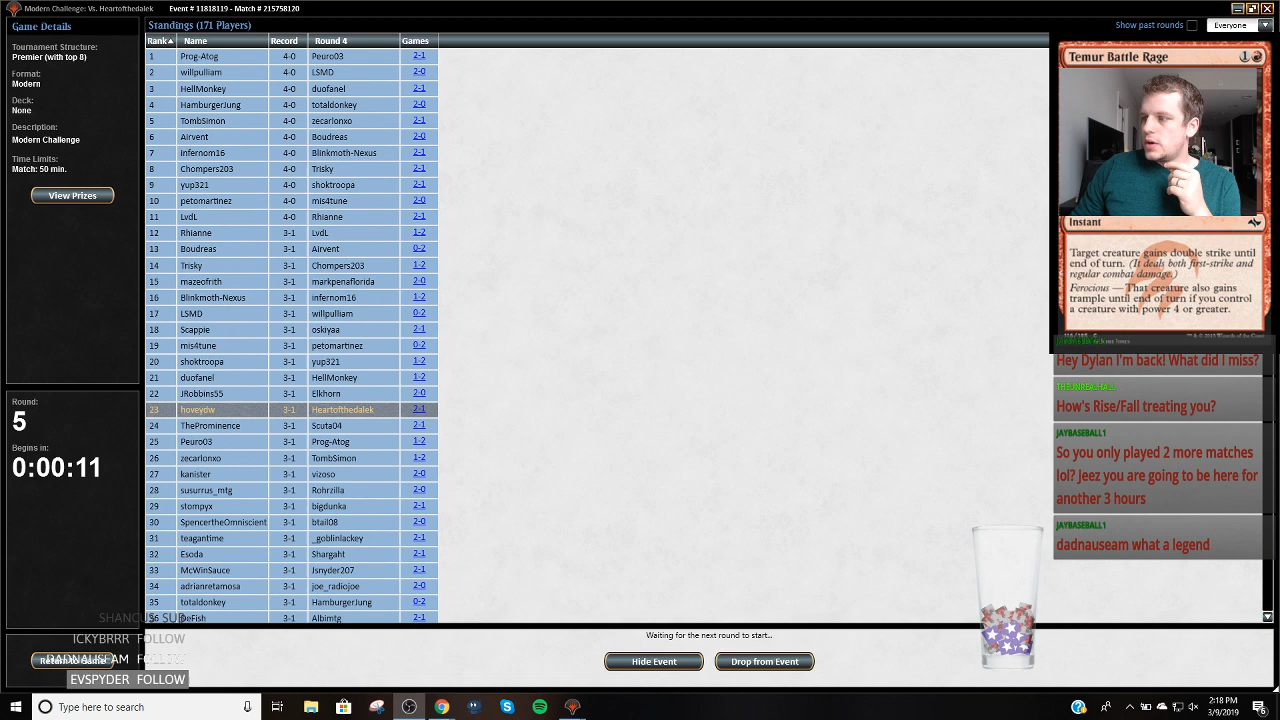 Modern Challenge: Vs. Heartofthedalek Event # 11818119 - Match # 215758120
Game Details
Tournament Structure:
Premier (with top 8)
Format:
Modern
Deck:
None
Description:
Modern Challenge
Time Limits:
Match: 50 min.
View Prizes
Round:
5
Begins in:
0:00:11
Standings (171 Players)
Show past rounds Everyone
Rank Name Record Round 4 Games
1 Prog-Atog 4-0 Peuro03 2-1
2 willpulliam 4-0 LSMD 2-0
3 HellMonkey 4-0 duofanel 2-1
4 HamburgerJung 4-0 totaldonkey 2-0
5 TombSimon 4-0 zecarlonxo 2-1
6 Airvent 4-0 Boudreas 2-0
7 infernom16 4-0 Blinkmoth-Nexus 2-1
8 Chompers203 4-0 Trisky 2-1
9 yup321 4-0 shoktroopa 2-1
10 petomartinez 4-0 mis4tune 2-0
11 LvdL 4-0 Rhianne 2-1
12 Rhianne 3-1 LvdL 1-2
13 Boudreas 3-1 Airvent 0-2
14 Trisky 3-1 Chompers203 1-2
15 mazeofrith 3-1 markpenaflorida 2-0
16 Blinkmoth-Nexus 3-1 infernom16 1-2
17 LSMD 3-1 willpulliam 0-2
18 Scappie 3-1 oskiyaa 2-1
19 mis4tune 3-1 petomartinez 0-2
20 shoktroopa 3-1 yup321 1-2
21 duofanel 3-1 HellMonkey 1-2
22 JRobbins55 3-1 Elkhorn 2-0
23 hoveydw 3-1 Heartofthedalek 2-1
24 TheProminence 3-1 Scuta04 2-1
25 Peuro03 3-1 Prog-Atog 1-2
26 zecarlonxo 3-1 TombSimon 1-2
27 kanister 3-1 vizoso 2-0
28 susurrus_mtg 3-1 Rohrzilla 2-0
29 stompyx 3-1 bigdunka 2-1
30 SpencertheOmniscient 3-1 btail08 2-0
31 teagantime 3-1 _goblinlackey 2-1
32 Esoda 3-1 Shargaht 2-1
33 McWinSauce 3-1 Jsnyder207 2-1
34 adrianretamosa 3-1 joe_radiojoe 2-0
35 totaldonkey 3-1 HamburgerJung 0-2
36 DeFish 3-1 Albimtg 2-1
SUB
ICKYBRRR FOLLOW
DADNAUSEAM FOLLOW
EVSPYDER FOLLOW
Waiting for the next round to start...
Hide Event Drop from Event
Temur Battle Rage
Instant
Target creature gains double strike until
end of turn. (It deals both first-strike and
regular combat damage.)
Ferocious — That creature also gains
trample until end of turn if you control
a creature with power 4 or greater.
Hey Dylan I'm back! What did I miss?
How's Rise/Fall treating you?
JAYBASEBALL1
So you only played 2 more matches
lol? Jeez you are going to be here for
another 3 hours
JAYBASEBALL1
dadnauseam what a legend
Type here to search
2:18 PM
3/9/2019